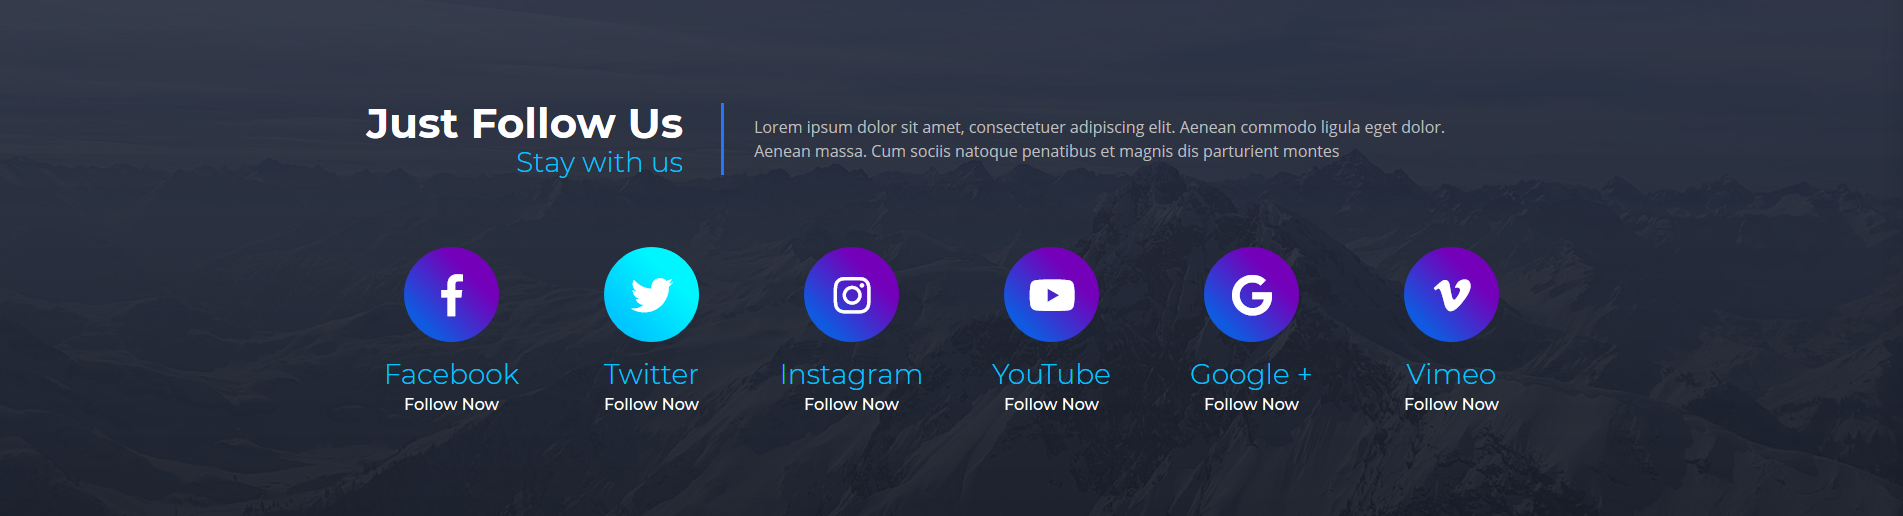 Just Follow Us
Stay with us
Lorem ipsum dolor sit amet, consectetuer adipiscing elit. Aenean commodo ligula eget dolor.
Aenean massa. Cum sociis natoque penatibus et magnis dis parturient montes
Facebook
Follow Now
Twitter
Follow Now
Instagram
Follow Now
YouTube
Follow Now
Google +
Follow Now
Vimeo
Follow Now